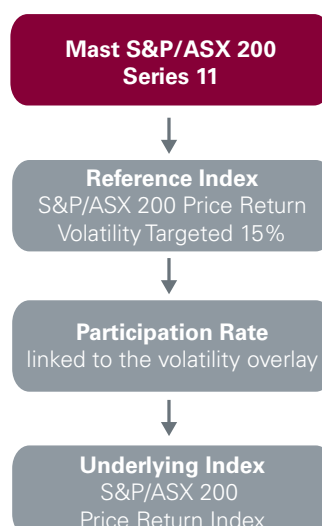 Mast S&P/ASX 200
Series 11
Reference Index
S&P/ASX 200 Price Return
Volatility Targeted 15%
Participation Rate
linked to the volatility overlay
Underlying Index
S&P/ASX 200
Price Return Index